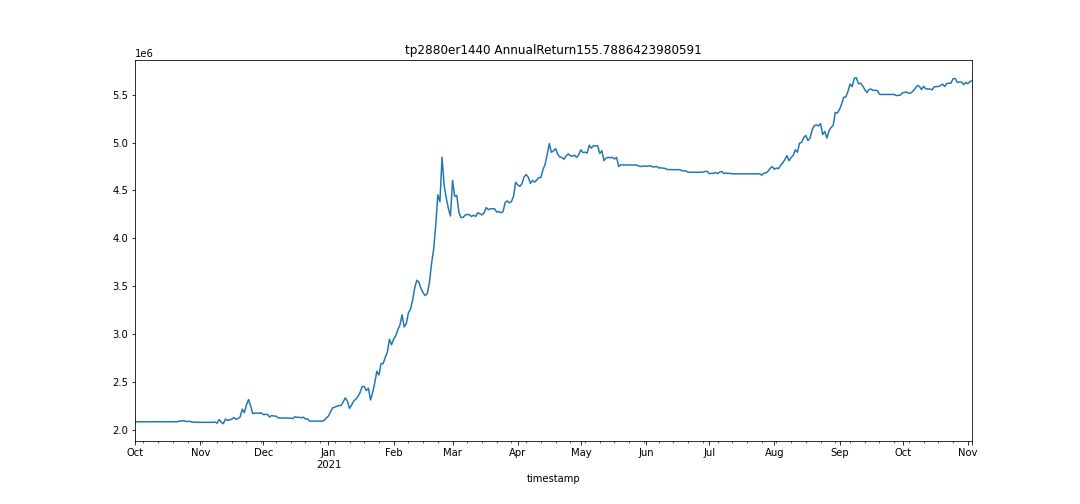 tp2880er1440 AnnualReturn155.7886423980591
1e6
5.5
5.0
4.5
4.0
3.5
3.0
2.5
2.0
Oct Nov Dec Jan Feb Mar Apr May Jun Jul Aug Sep Oct Nov
2021
timestamp